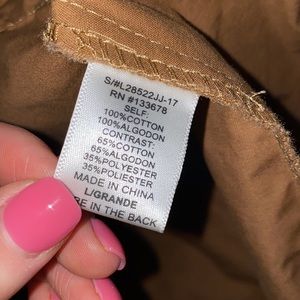 S/#L28522JJ-17
RN #133678
SELF:
100%COTTON
100%ALGODON
CONTRAST:
65%COTTON
65%ALGODON
35%POLYESTER
35%POLIESTER
MADE IN CHINA
L/GRANDE
RE IN THE BACK